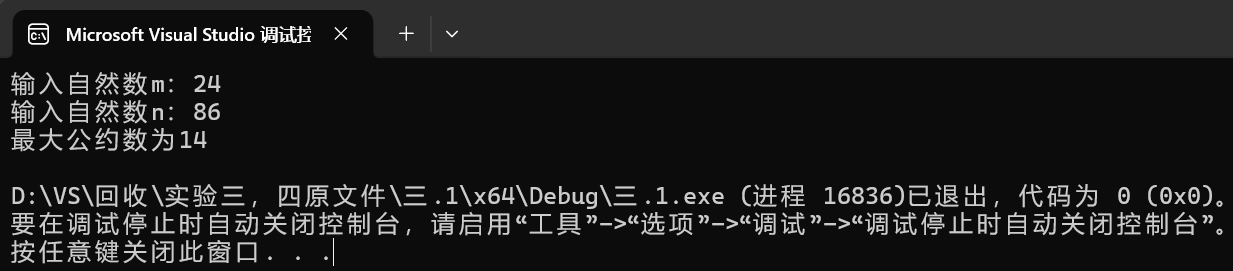 Microsoft Visual Studio 调试控
输入自然数m: 24
输入自然数n: 86
最大公约数为14
D:\VS\回收\实验三, 四原文件\三.1\x64\Debug\三.1.exe (进程 16836)已退出，代码为 0 (0x0)。
要在调试停止时自动关闭控制台，请启用“工具”->“选项”->“调试”->“调试停止时自动关闭控制台”。
按任意键关闭此窗口. . .